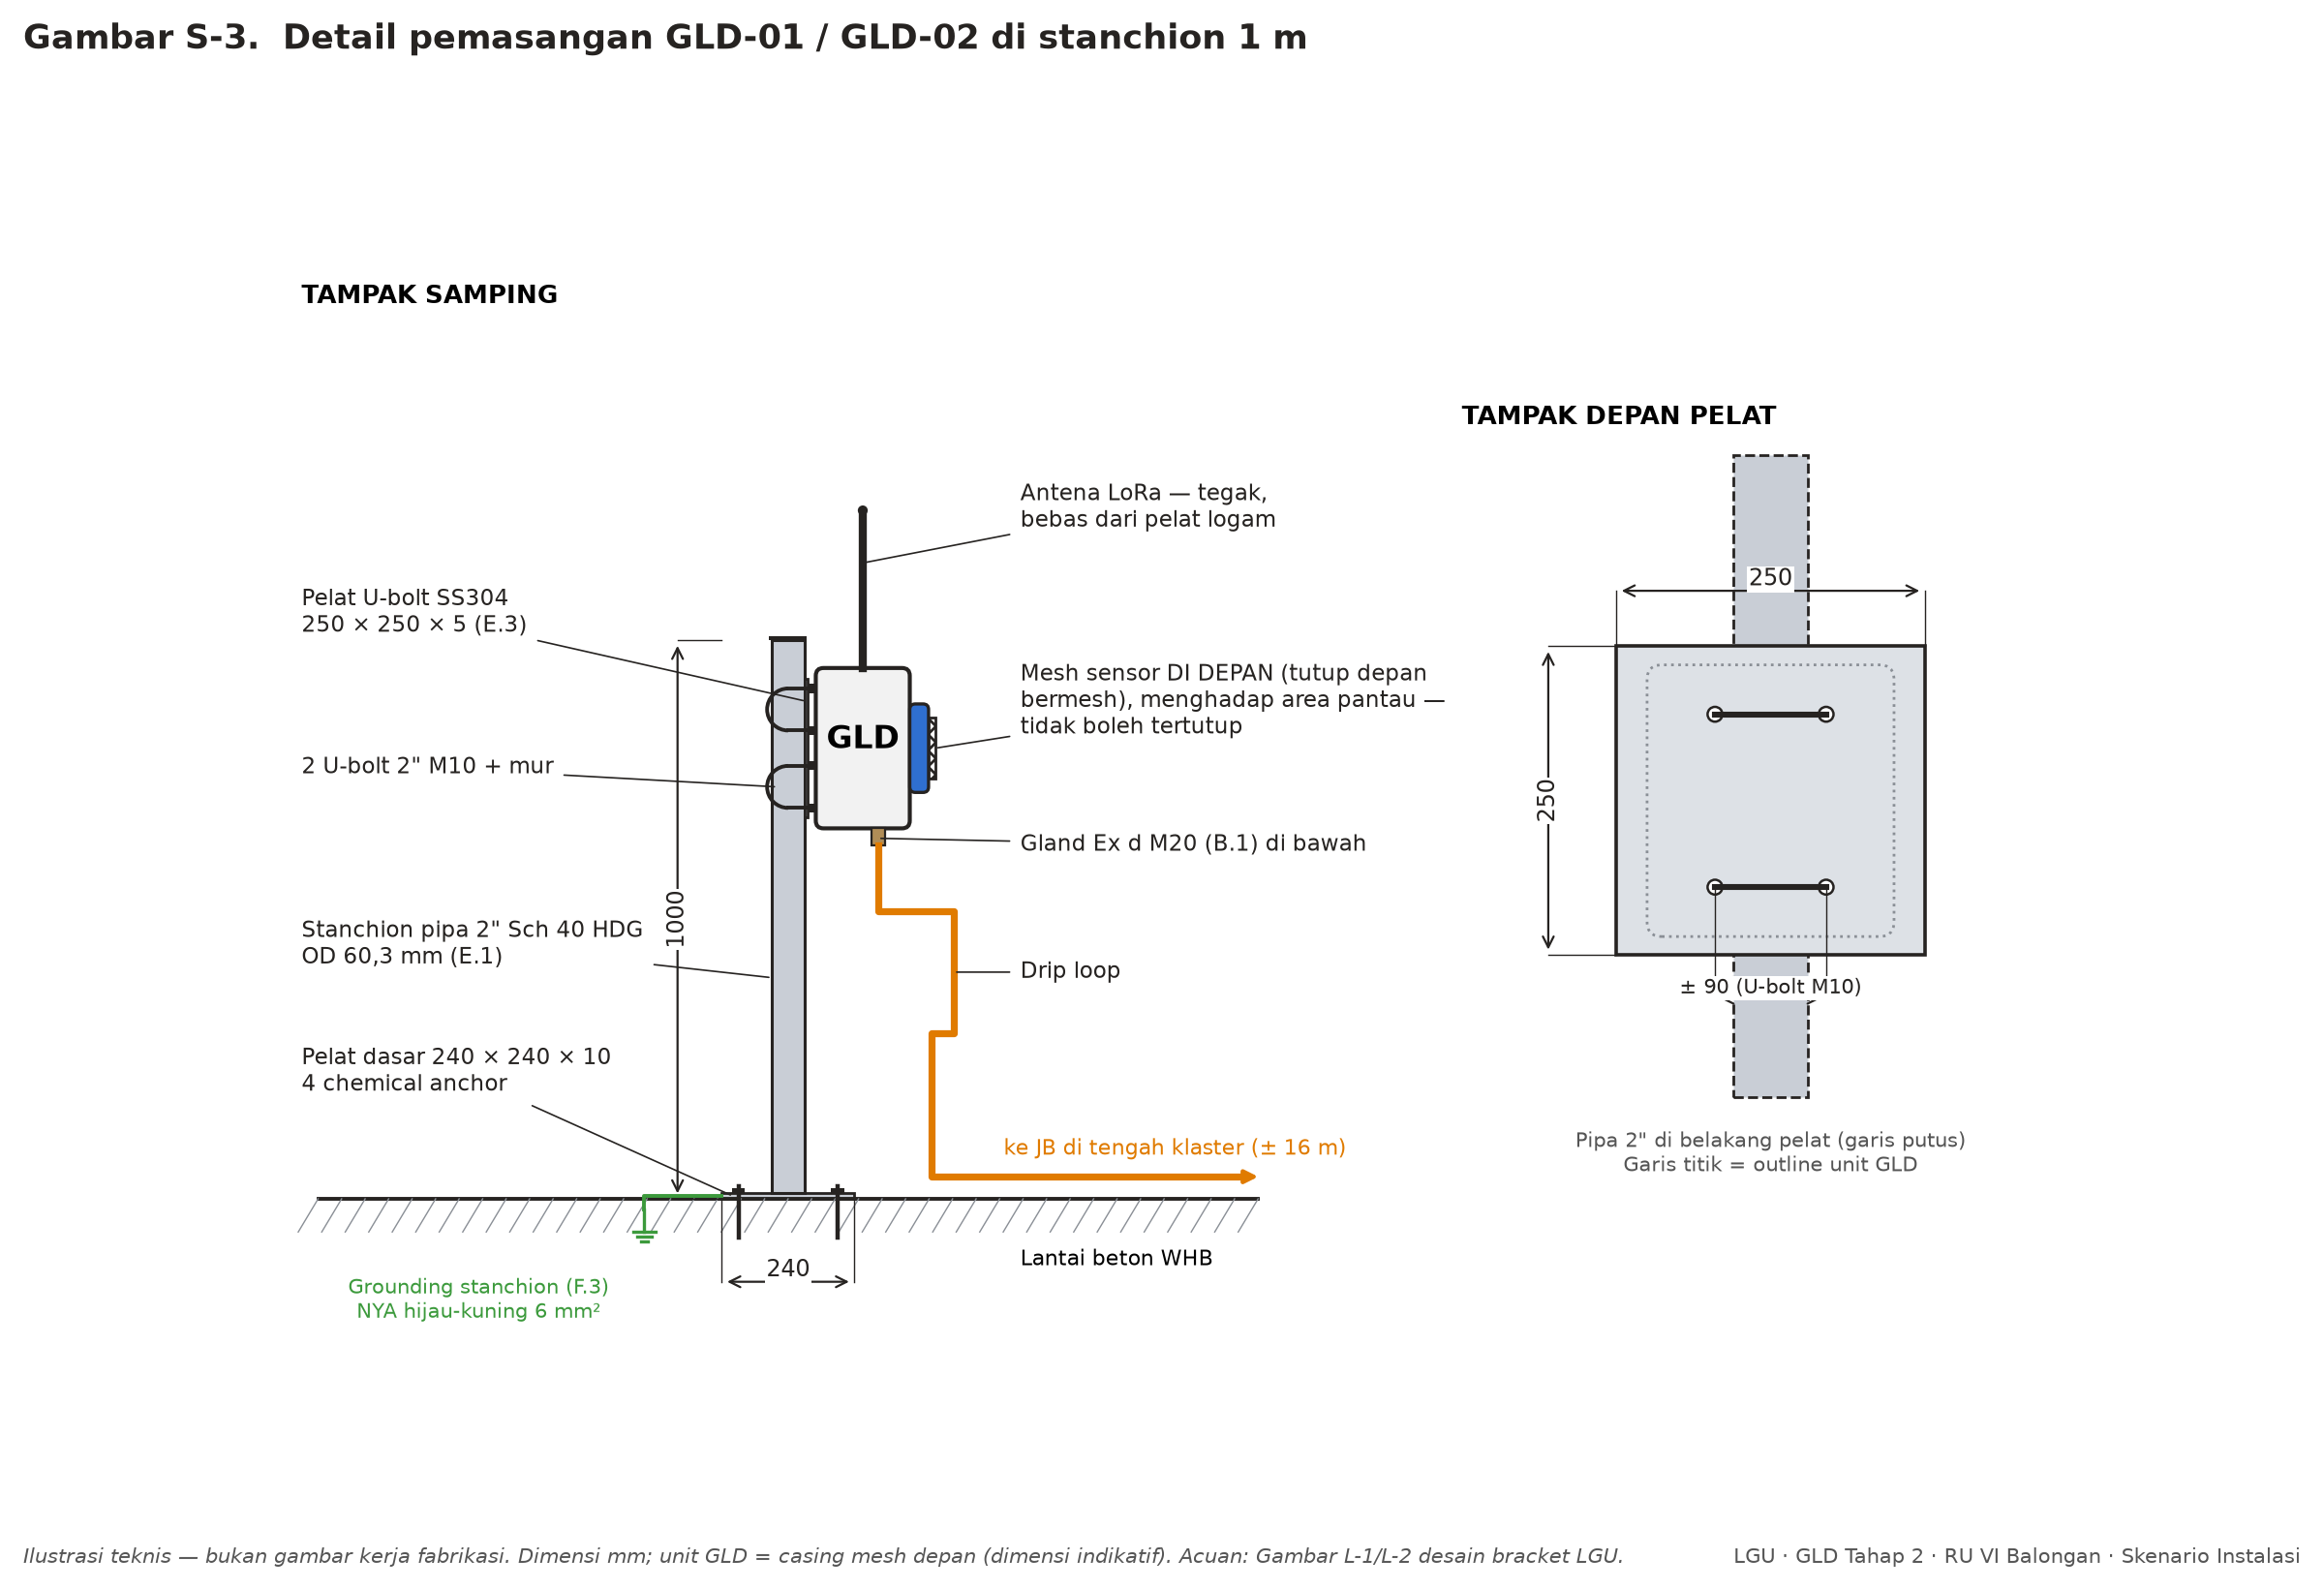 Gambar S-3.  Detail pemasangan GLD-01 / GLD-02 di stanchion 1 m
TAMPAK SAMPING
Antena LoRa — tegak,
bebas dari pelat logam
Pelat U-bolt SS304
250 × 250 × 5 (E.3)
Mesh sensor DI DEPAN (tutup depan
bermesh), menghadap area pantau —
tidak boleh tertutup
GLD
2 U-bolt 2" M10 + mur
Gland Ex d M20 (B.1) di bawah
1000
Stanchion pipa 2" Sch 40 HDG
OD 60,3 mm (E.1)
Drip loop
Pelat dasar 240 × 240 × 10
4 chemical anchor
ke JB di tengah klaster (± 16 m)
Lantai beton WHB
240
Grounding stanchion (F.3)
NYA hijau-kuning 6 mm²
TAMPAK DEPAN PELAT
250
250
± 90 (U-bolt M10)
Pipa 2" di belakang pelat (garis putus)
Garis titik = outline unit GLD
Ilustrasi teknis — bukan gambar kerja fabrikasi. Dimensi mm; unit GLD = casing mesh depan (dimensi indikatif). Acuan: Gambar L-1/L-2 desain bracket LGU.
LGU · GLD Tahap 2 · RU VI Balongan · Skenario Instalasi